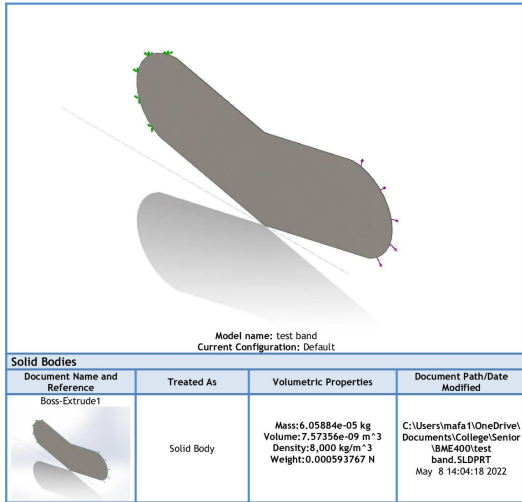 Model name: test band
Current Configuration: Default
Solid Bodies
Document Name and
Reference
Treated As
Volumetric Properties
Document Path/Date
Modified
Boss-Extrude1
Solid Body
Mass:6.05884e-05 kg
Volume:7.57356e-09 m^3
Density:8,000 kg/m^3
Weight:0.000593767 N
C:\Users\mafa1\OneDrive\
Documents\College\Senior
\BME400\test
band.SLDPRT
May 8 14:04:18 2022